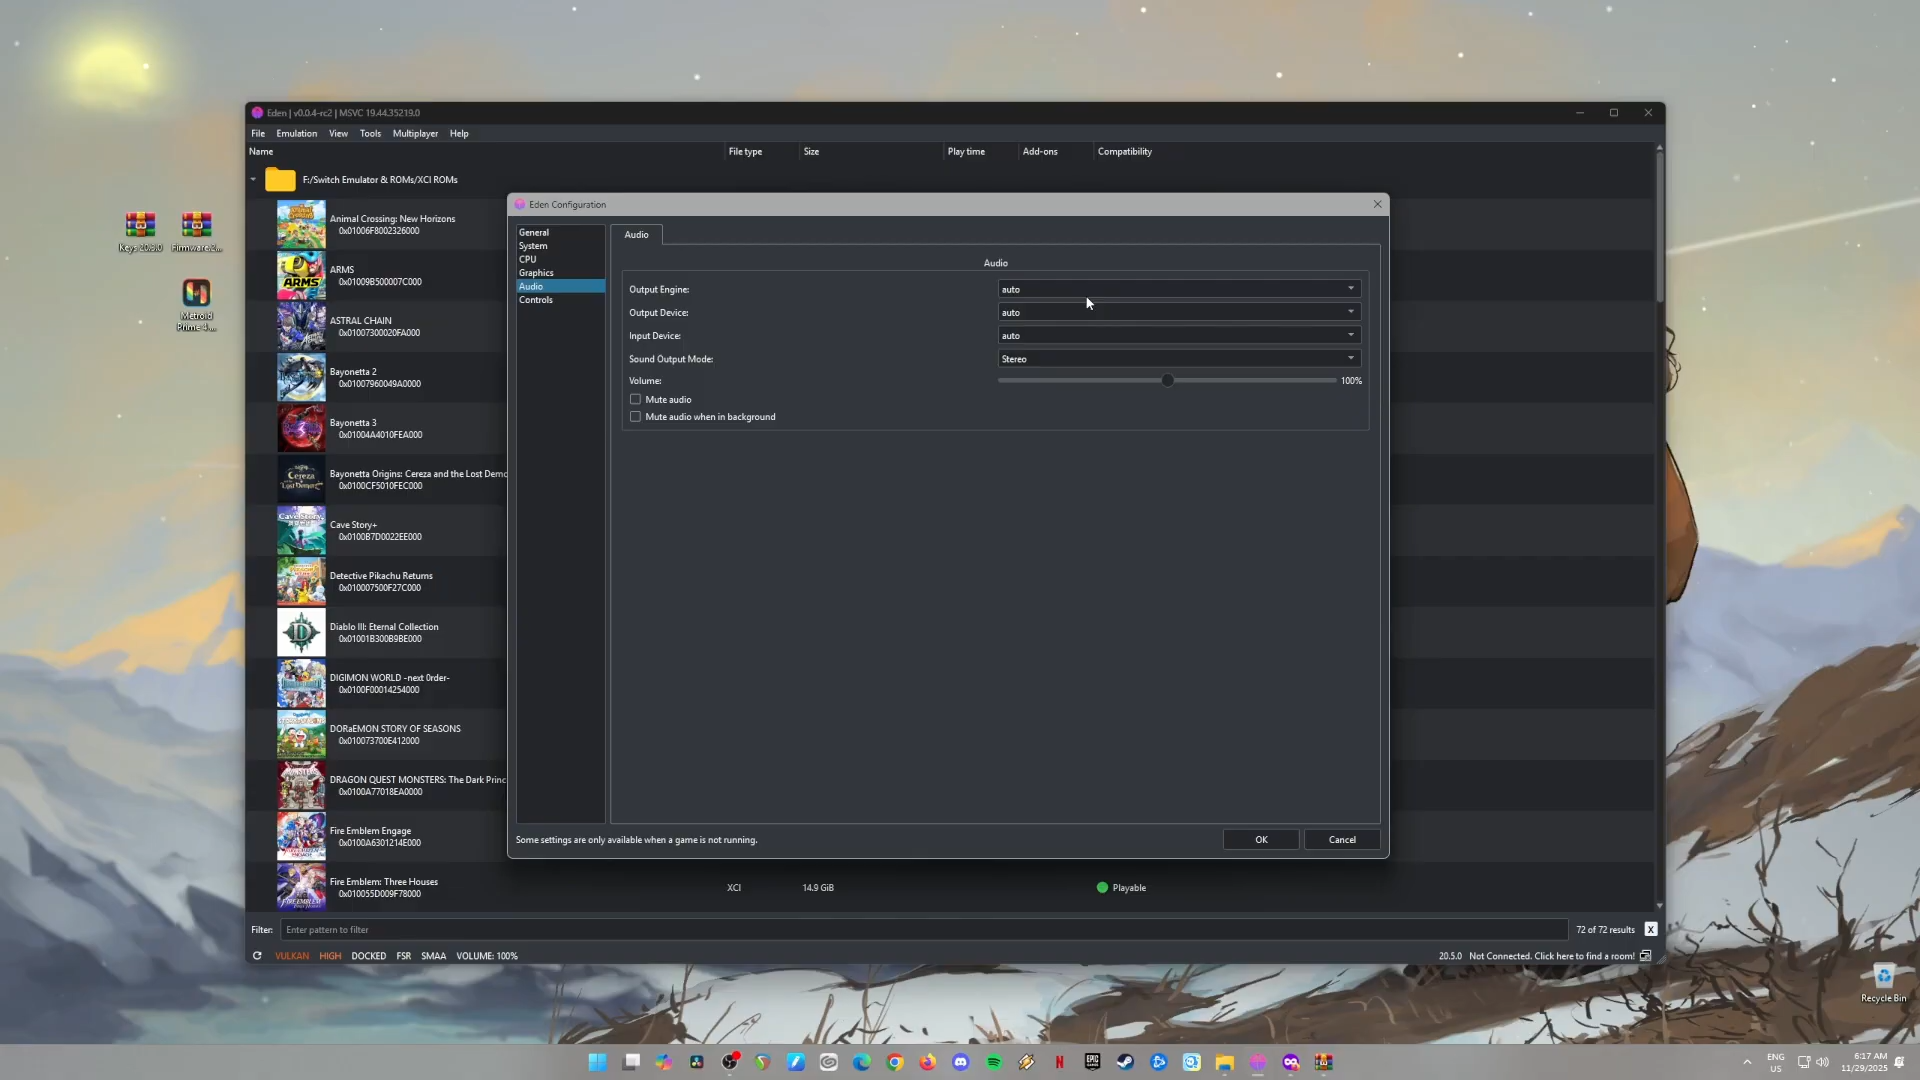 Eden | v0.0.4-rc2 | MSVC 19.44.35219.0
File Emulation View Tools Multiplayer Help
Name File type Size Play time Add-ons Compatibility
F:/Switch Emulator & ROMs/XCI ROMs
Animal Crossing: New Horizons
0x01006F8002326000
ARMS
0x01009B500007C000
ASTRAL CHAIN
0x01007300020FA000
Bayonetta 2
0x01007960049A0000
Bayonetta 3
0x01004A4010FEA000
Bayonetta Origins: Cereza and the Lost Demo
0x0100CF5010FEC000
Cave Story+
0x0100B7D0022EE000
Detective Pikachu Returns
0x010007500F27C000
Diablo III: Eternal Collection
0x01001B300B9BE000
DIGIMON WORLD -next 0rder-
0x0100F00014254000
DORaEMON STORY OF SEASONS
0x010073700E412000
DRAGON QUEST MONSTERS: The Dark Princ
0x0100A77018EA0000
Fire Emblem Engage
0x0100A6301214E000
Fire Emblem: Three Houses
0x010055D009F78000
XCI 14.9 GiB Playable
Eden Configuration
General
System
CPU
Graphics
Audio
Controls
Audio
Audio
Output Engine: auto
Output Device: auto
Input Device: auto
Sound Output Mode: Stereo
Volume: 100%
Mute audio
Mute audio when in background
Some settings are only available when a game is not running.
OK Cancel
Filter: Enter pattern to filter 72 of 72 results X
VULKAN HIGH DOCKED FSR SMAA VOLUME: 100%
20.5.0 Not Connected. Click here to find a room!
Keys 20.5.0 Firmware.2...
Metroid
Prime 4 ...
Recycle Bin
ENG
US
6:17 AM
11/29/2025